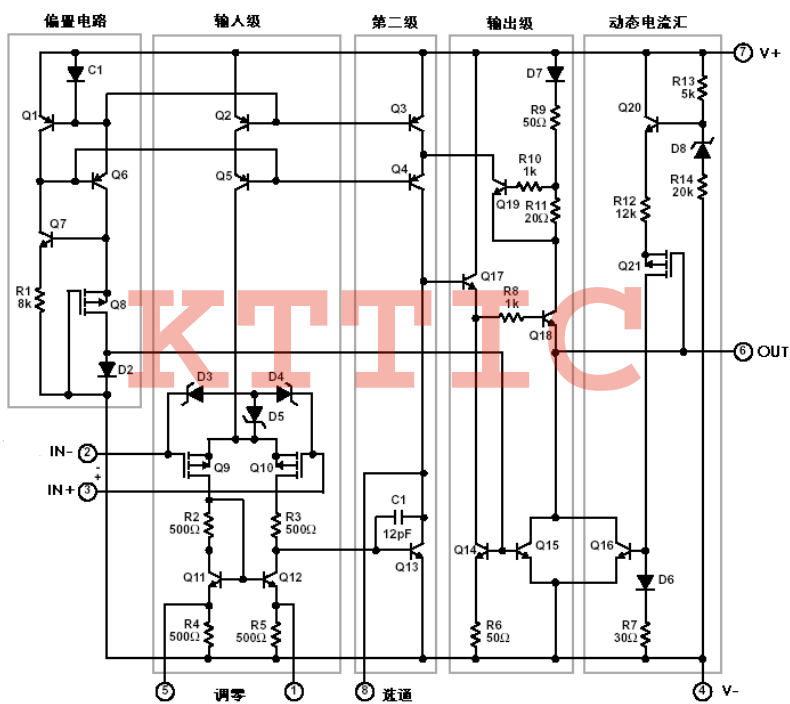 偏置电路 输入级 第二级 输出级 动态电流汇
7 V+
C1
D7
R13
5k
Q1 Q2 Q3
R9
50Ω
Q20
D8
Q6 Q5 Q4
R10
1k
R14
20k
Q19
R11
20Ω
R12
12k
Q7
Q17
Q21
R1
8k
Q8
R8
1k
Q18
KTTIC
6 OUT
D2
D3 D4
D5
IN- 2
-
+
Q9 Q10
IN+ 3
C1
12pF
R2
500Ω
R3
500Ω
Q14 Q15 Q16
Q13
Q11 Q12
D6
R4
500Ω
R5
500Ω
R6
50Ω
R7
30Ω
5 调零 1 8 选通 4 V-